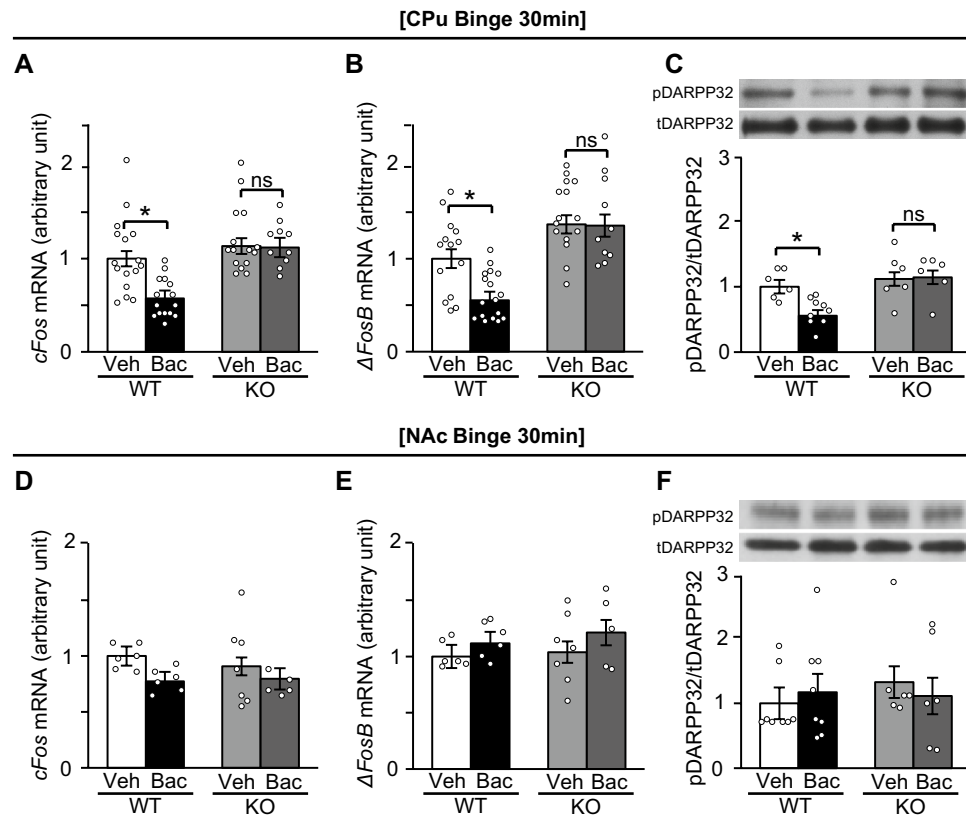 [CPu Binge 30min]
A
cFos mRNA (arbitrary unit)
2
1
0
*
ns
Veh Bac Veh Bac
WT KO
B
ΔFosB mRNA (arbitrary unit)
2
1
0
*
ns
Veh Bac Veh Bac
WT KO
C
pDARPP32
tDARPP32
pDARPP32/tDARPP32
3
2
1
0
*
ns
Veh Bac Veh Bac
WT KO
[NAc Binge 30min]
D
cFos mRNA (arbitrary unit)
2
1
0
Veh Bac Veh Bac
WT KO
E
ΔFosB mRNA (arbitrary unit)
2
1
0
Veh Bac Veh Bac
WT KO
F
pDARPP32
tDARPP32
pDARPP32/tDARPP32
3
2
1
0
Veh Bac Veh Bac
WT KO